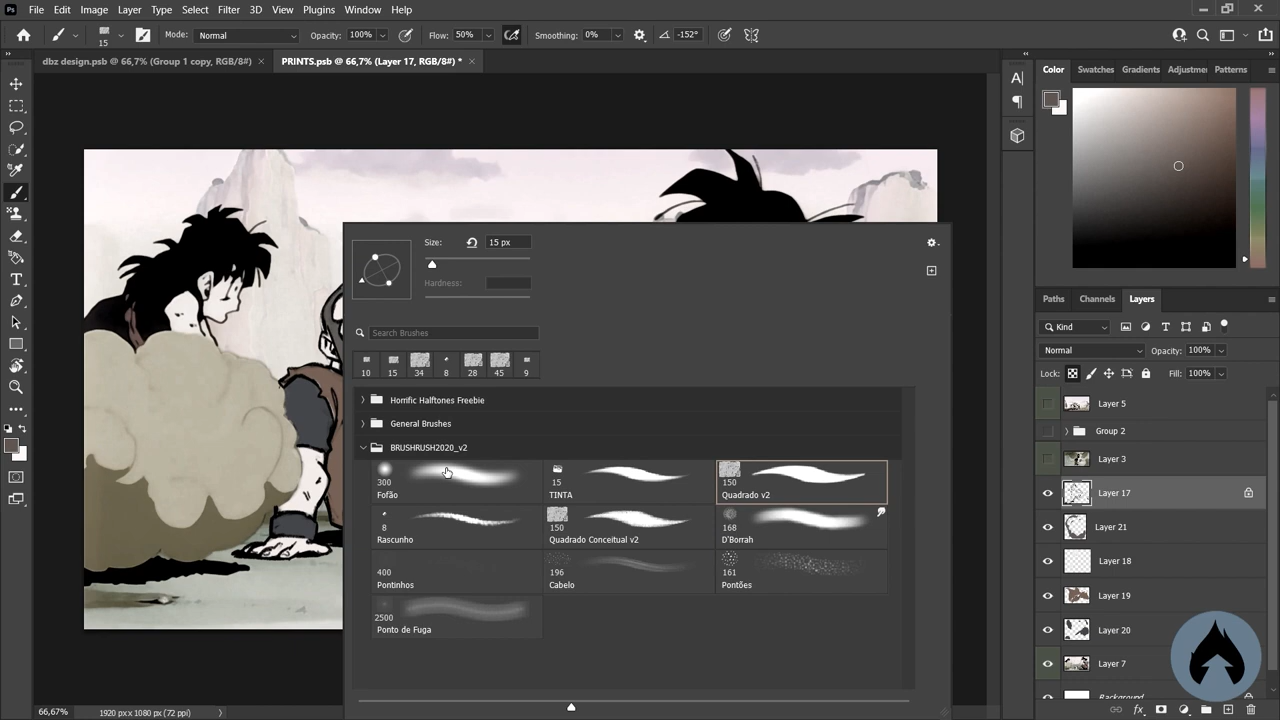 Ps File Edit Image Layer Type Select Filter 3D View Plugins Window Help
15 Mode: Normal Opacity: 100% Flow: 50% Smoothing: 0% -152°
dbz design.psb @ 66,7% (Group 1 copy, RGB/8#) × PRINTS.psb @ 66,7% (Layer 17, RGB/8#) * ×
Color Swatches Gradients Adjustme Patterns
Size: 15 px
Hardness:
Search Brushes
10 15 34 8 28 45 9
Horrific Halftones Freebie
General Brushes
BRUSHRUSH2020_v2
300 15 150
Fofão TINTA Quadrado v2
8 150 168
Rascunho Quadrado Conceitual v2 D'Borrah
400 196 161
Pontinhos Cabelo Pontões
2500
Ponto de Fuga
Paths Channels Layers
Kind
Normal Opacity: 100%
Lock: Fill: 100%
Layer 5
Group 2
Layer 3
Layer 17
Layer 21
Layer 18
Layer 19
Layer 20
Layer 7
Background
66,67% 1920 px x 1080 px (72 ppi)